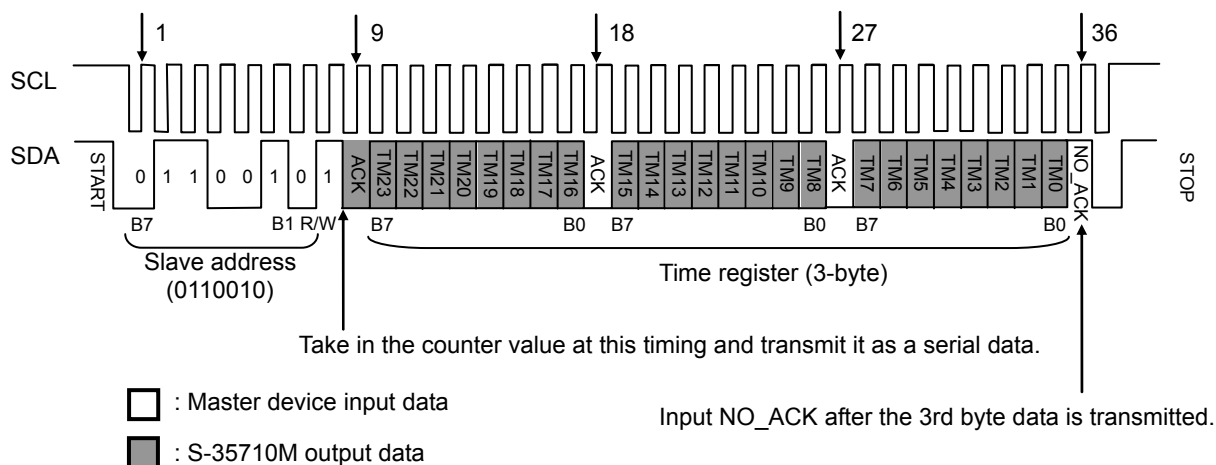 1 9 18 27 36
SCL
SDA
START 0 1 1 0 0 1 0 1 ACK TM23 TM22 TM21 TM20 TM19 TM18 TM17 TM16 ACK TM15 TM14 TM13 TM12 TM11 TM10 TM9 TM8 ACK TM7 TM6 TM5 TM4 TM3 TM2 TM1 TM0 NO_ACK STOP
B7 B1 R/W B7 B0 B7 B0 B7 B0
Slave address
(0110010)
Time register (3-byte)
Take in the counter value at this timing and transmit it as a serial data.
: Master device input data
Input NO_ACK after the 3rd byte data is transmitted.
: S-35710M output data